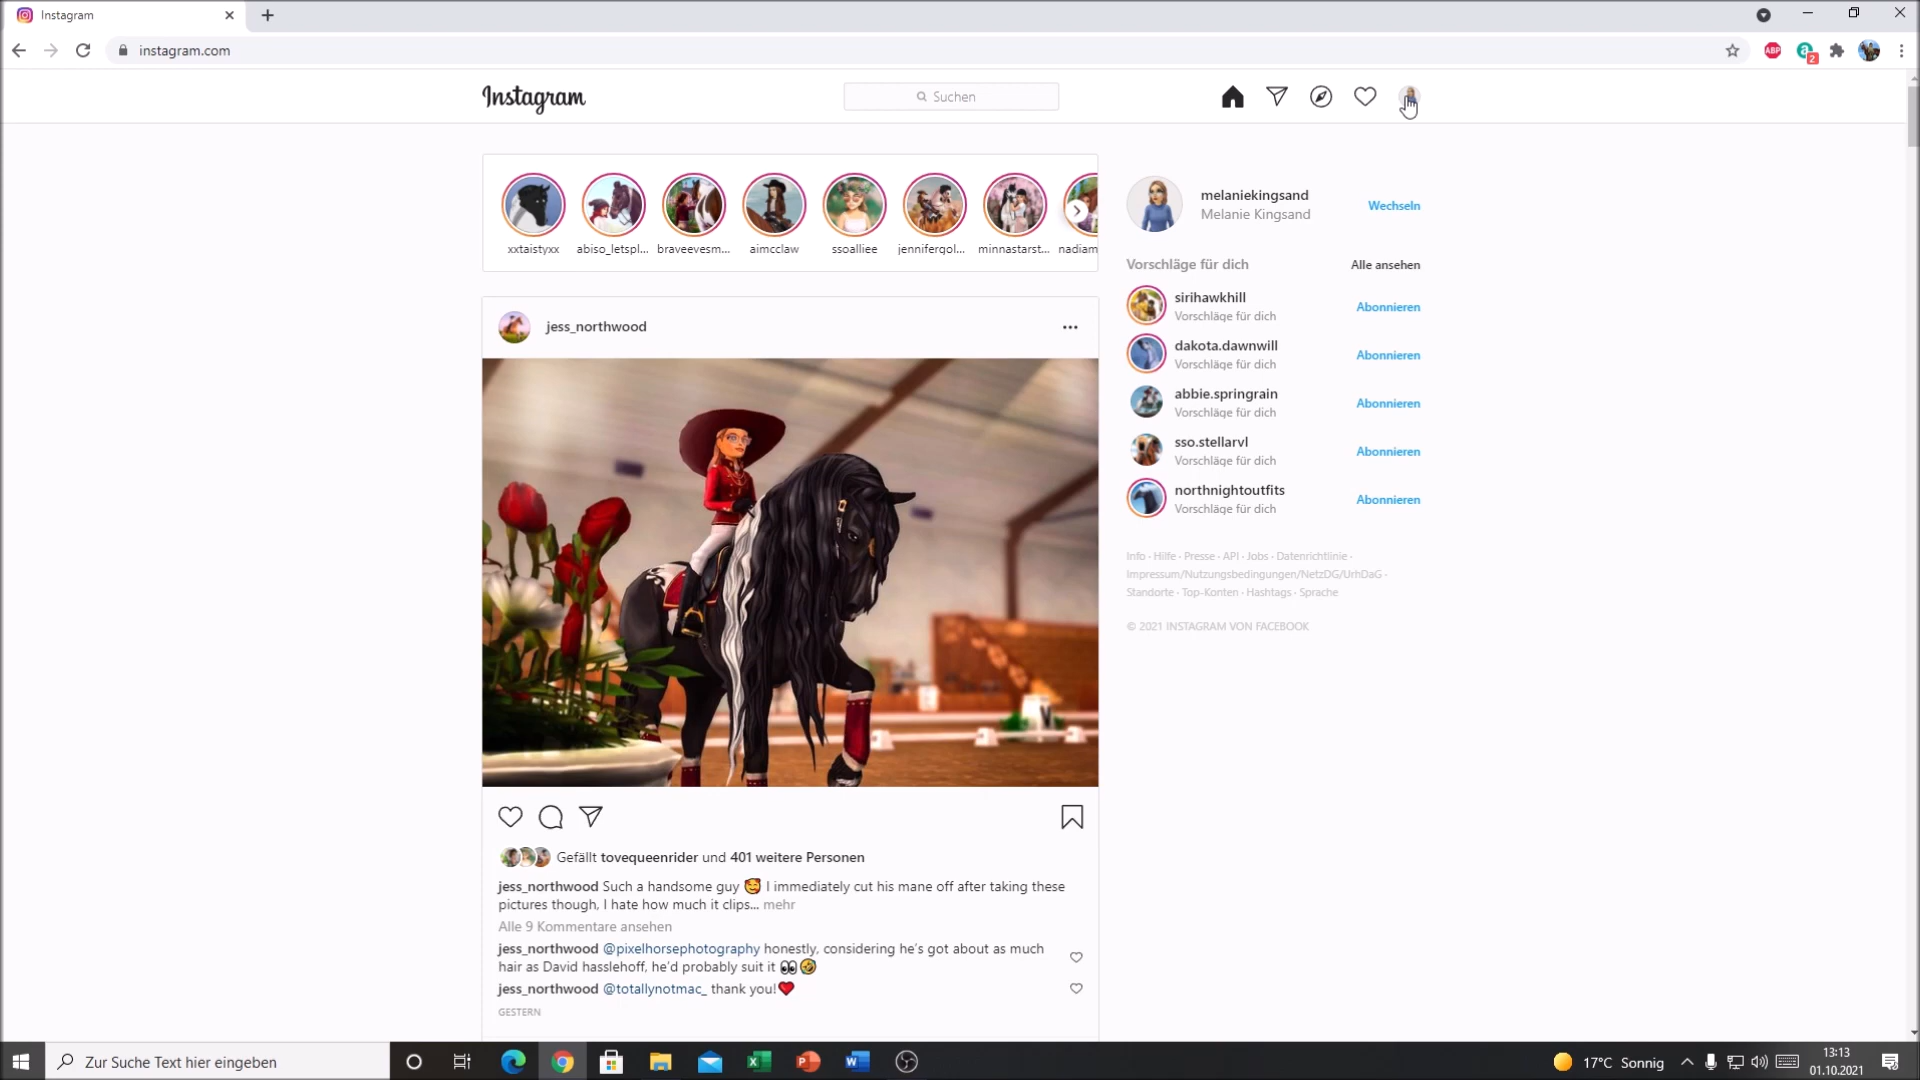 Instagram
instagram.com
ABP
2
Instagram
Suchen
xxtaistyxx
abiso_letspl...
braveevesm...
aimcclaw
ssoalliee
jennifergol...
minnastarst...
nadiam
melaniekingsand
Melanie Kingsand
Wechseln
Vorschläge für dich
Alle ansehen
sirihawkhill
Vorschläge für dich
Abonnieren
dakota.dawnwill
Vorschläge für dich
Abonnieren
abbie.springrain
Vorschläge für dich
Abonnieren
sso.stellarvl
Vorschläge für dich
Abonnieren
northnightoutfits
Vorschläge für dich
Abonnieren
Info · Hilfe · Presse · API · Jobs · Datenrichtlinie ·
Impressum/Nutzungsbedingungen/NetzDG/UrhDaG ·
Standorte · Top-Konten · Hashtags · Sprache
© 2021 INSTAGRAM VON FACEBOOK
jess_northwood
V
Gefällt tovequeenrider und 401 weitere Personen
jess_northwood Such a handsome guy 🥰 I immediately cut his mane off after taking these
pictures though, I hate how much it clips... mehr
Alle 9 Kommentare ansehen
jess_northwood @pixelhorsephotography honestly, considering he's got about as much
hair as David hasslehoff, he'd probably suit it 👀🤣
jess_northwood @totallynotmac_ thank you!❤️
GESTERN
Zur Suche Text hier eingeben
17°C Sonnig
13:13
01.10.2021